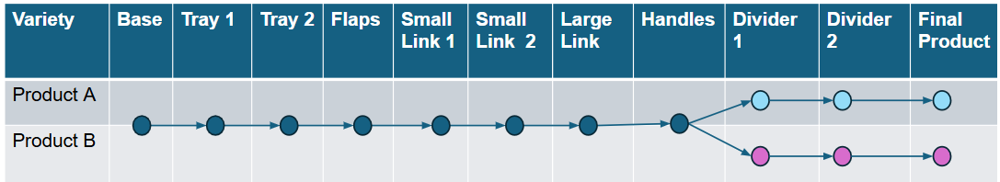 Variety Base Tray 1 Tray 2 Flaps Small Small Large Handles Divider Divider Final
Link 1 Link 2 Link 1 2 Product
Product A
Product B